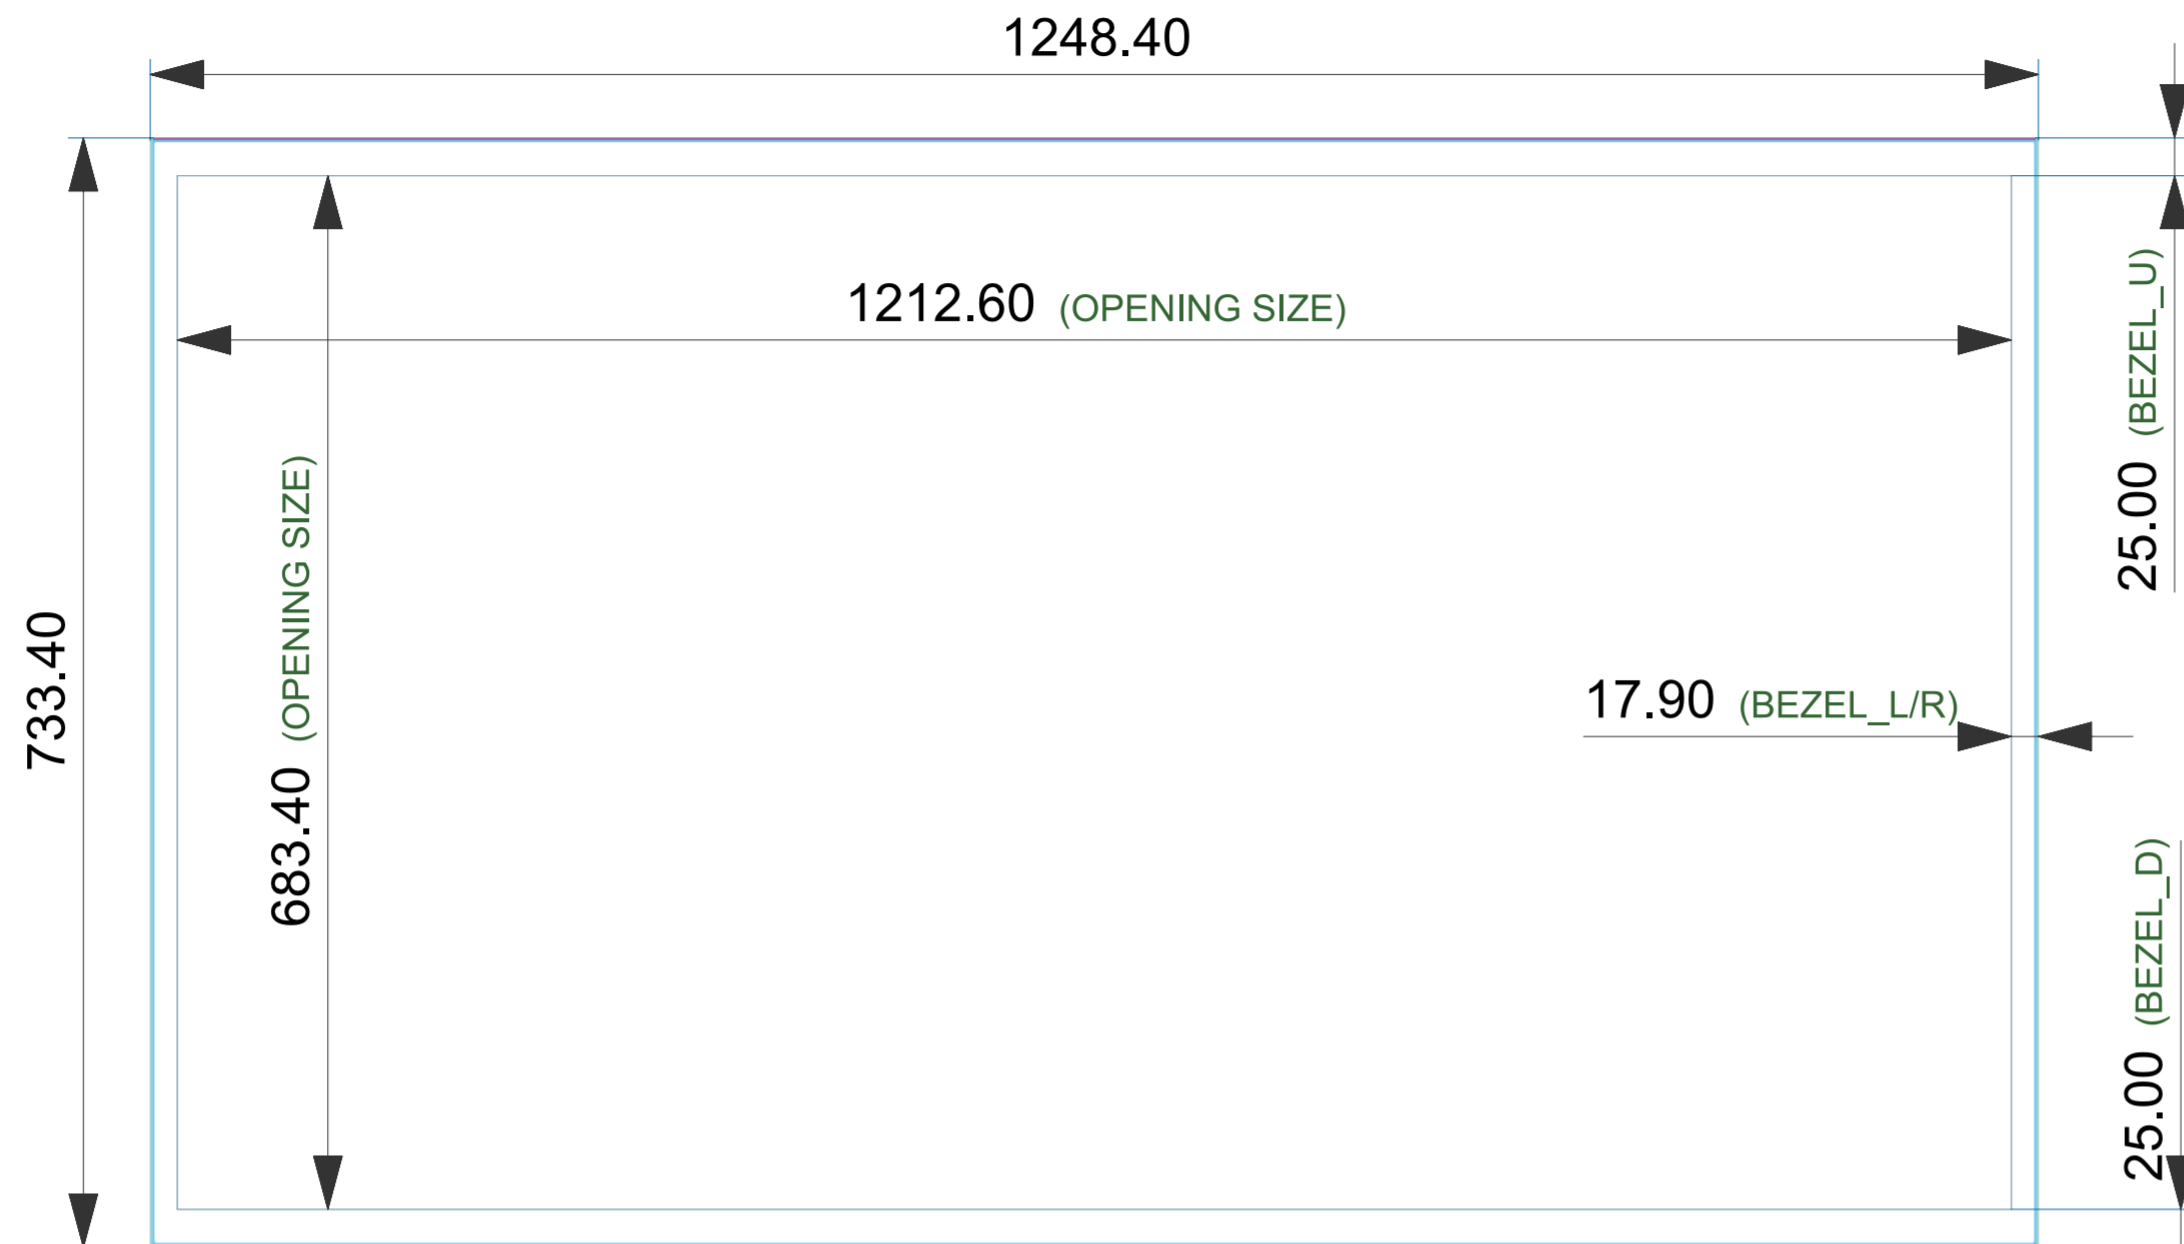 1248.40
1212.60 (OPENING SIZE)
25.00 (BEZEL_U)
733.40
683.40 (OPENING SIZE)
17.90 (BEZEL_L/R)
25.00 (BEZEL_D)